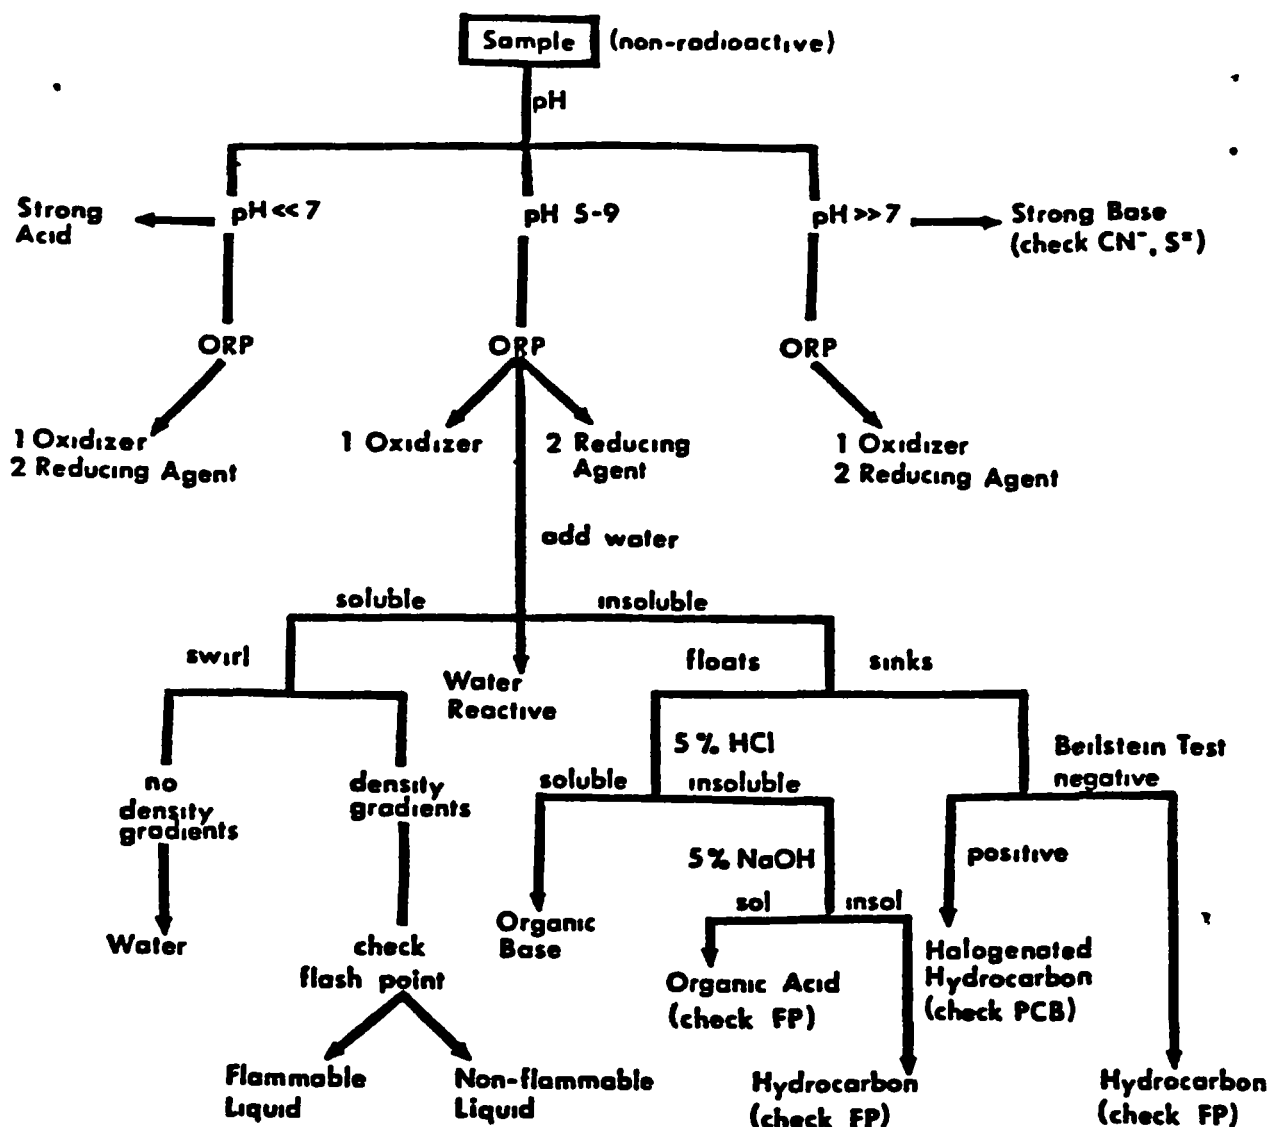 Sample (non-radioactive)
pH
Strong Acid
pH << 7
pH 5-9
pH >> 7
Strong Base
(check CN⁻, S⁼)
ORP
ORP
ORP
1 Oxidizer
2 Reducing Agent
1 Oxidizer
2 Reducing
Agent
1 Oxidizer
2 Reducing Agent
add water
soluble
insoluble
swirl
Water
Reactive
floats
sinks
no
density
gradients
density
gradients
5% HCl
soluble
insoluble
Beilstein Test
negative
positive
5% NaOH
sol
insol
Water
check
flash point
Organic
Base
Organic Acid
(check FP)
Halogenated
Hydrocarbon
(check PCB)
Flammable
Liquid
Non-flammable
Liquid
Hydrocarbon
(check FP)
Hydrocarbon
(check FP)